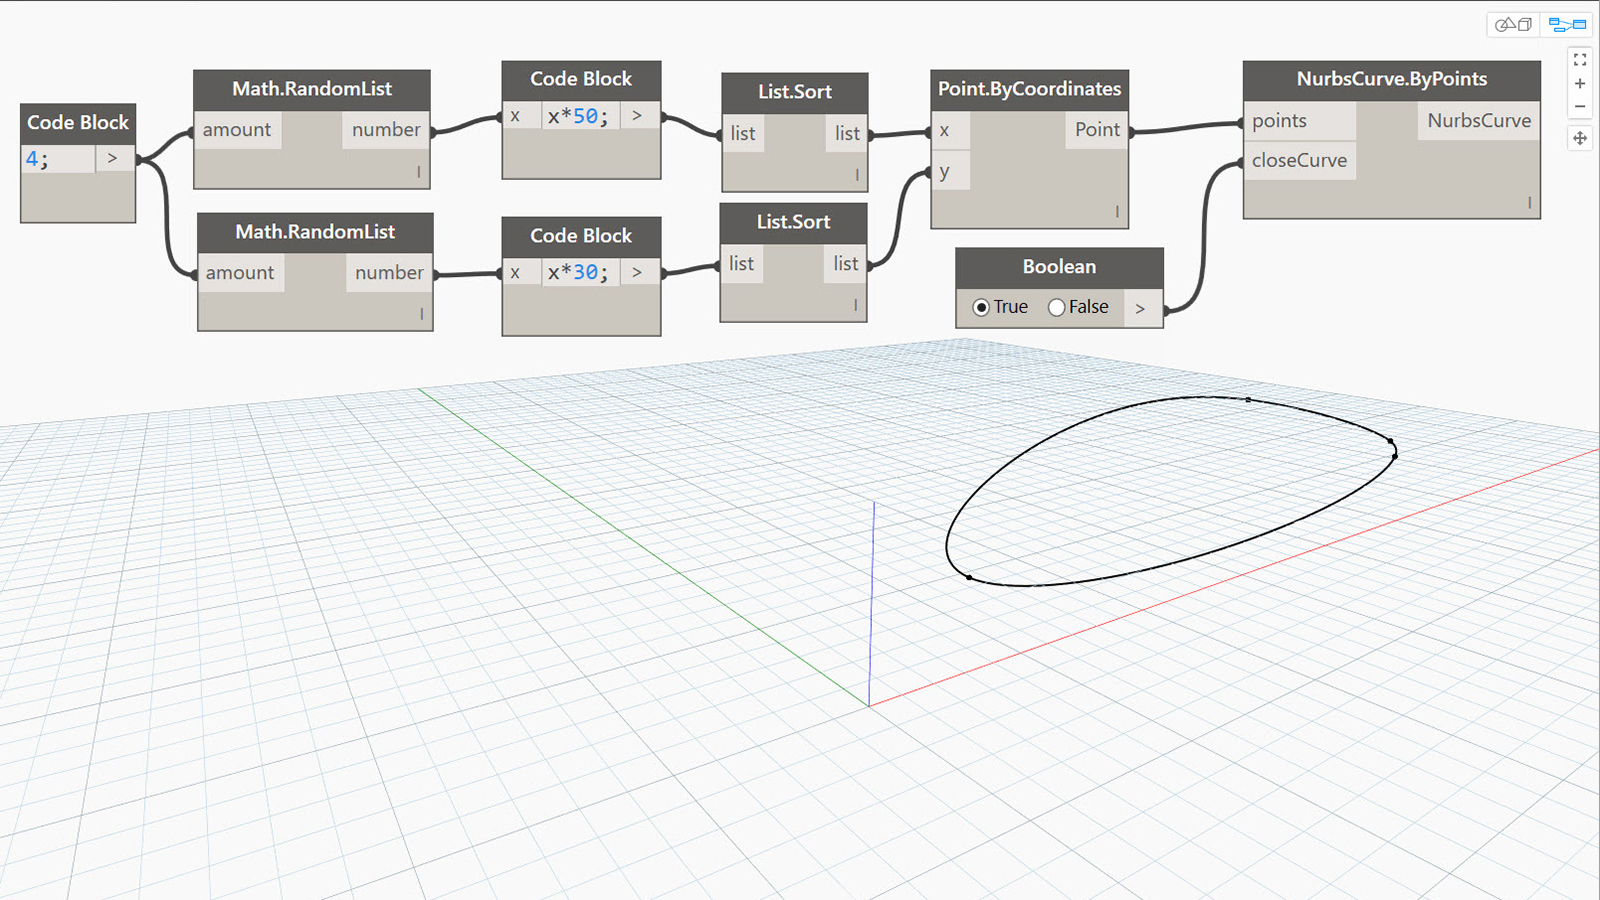 Code Block
4;
>
Math.RandomList
amount
number
Code Block
x
x*50;
>
List.Sort
list
list
Point.ByCoordinates
x
y
Point
NurbsCurve.ByPoints
points
closeCurve
NurbsCurve
Math.RandomList
amount
number
Code Block
x
x*30;
>
List.Sort
list
list
Boolean
True
False
>